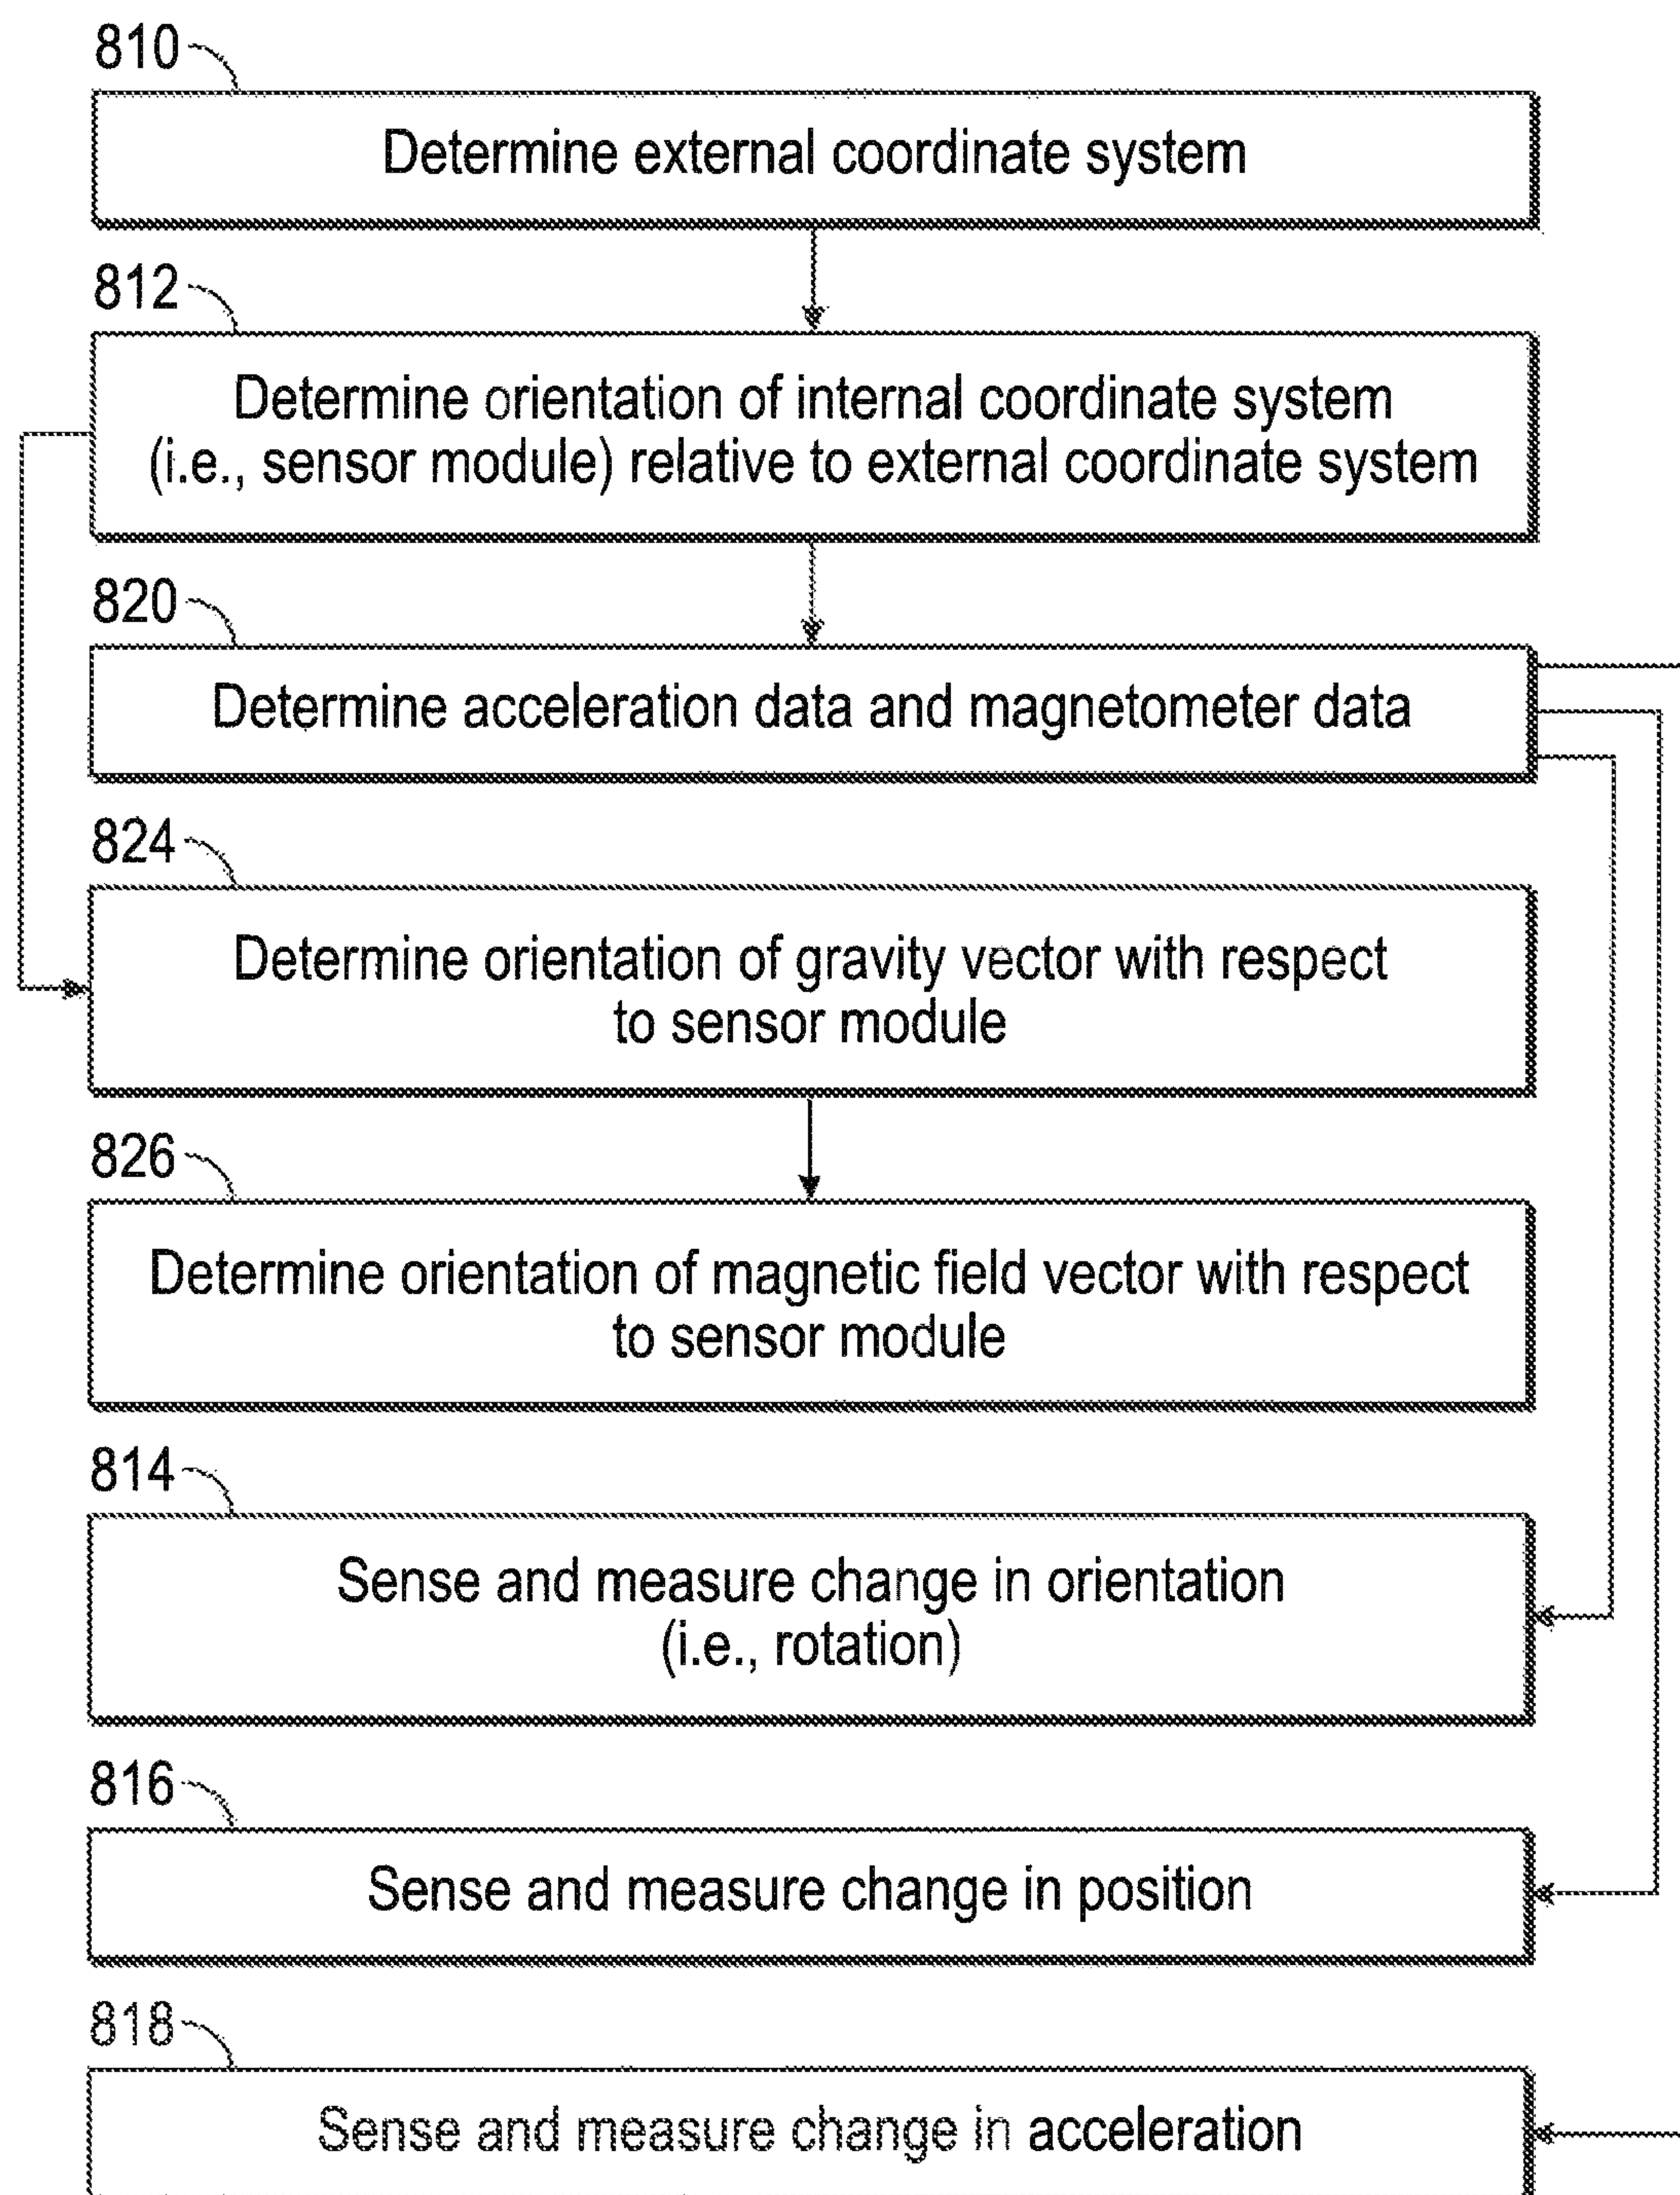 810
Determine external coordinate system
812
Determine orientation of internal coordinate system
(i.e., sensor module) relative to external coordinate system
820
Determine acceleration data and magnetometer data
824
Determine orientation of gravity vector with respect
to sensor module
826
Determine orientation of magnetic field vector with respect
to sensor module
814
Sense and measure change in orientation
(i.e., rotation)
816
Sense and measure change in position
818
Sense and measure change in acceleration